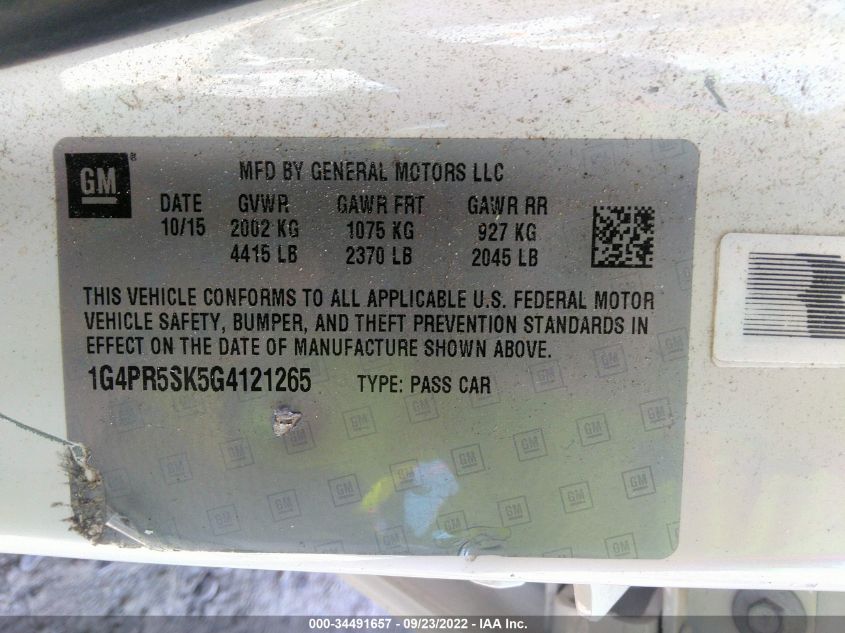 GM ® MFD BY GENERAL MOTORS LLC
DATE GVWR GAWR FRT GAWR RR
10/15 2002 KG 1075 KG 927 KG
4415 LB 2370 LB 2045 LB
THIS VEHICLE CONFORMS TO ALL APPLICABLE U.S. FEDERAL MOTOR
VEHICLE SAFETY, BUMPER, AND THEFT PREVENTION STANDARDS IN
EFFECT ON THE DATE OF MANUFACTURE SHOWN ABOVE.
1G4PR5SK5G4121265 TYPE: PASS CAR
000-34491657 - 09/23/2022 - IAA Inc.